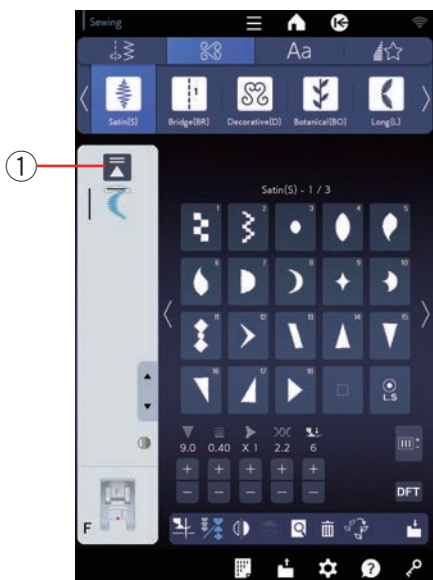 Sewing
Aa
Satin(S) Bridge(BR) Decorative(D) Botanical(BO) Long(L)
1
Satin(S) - 1 / 3
1 2 3 4 5
6 7 8 9 10
11 12 13 14 15
16 17 18 L.S
9.0 0.40 X 1 2.2 6
+ + + + +
- - - - -
DFT
F
?